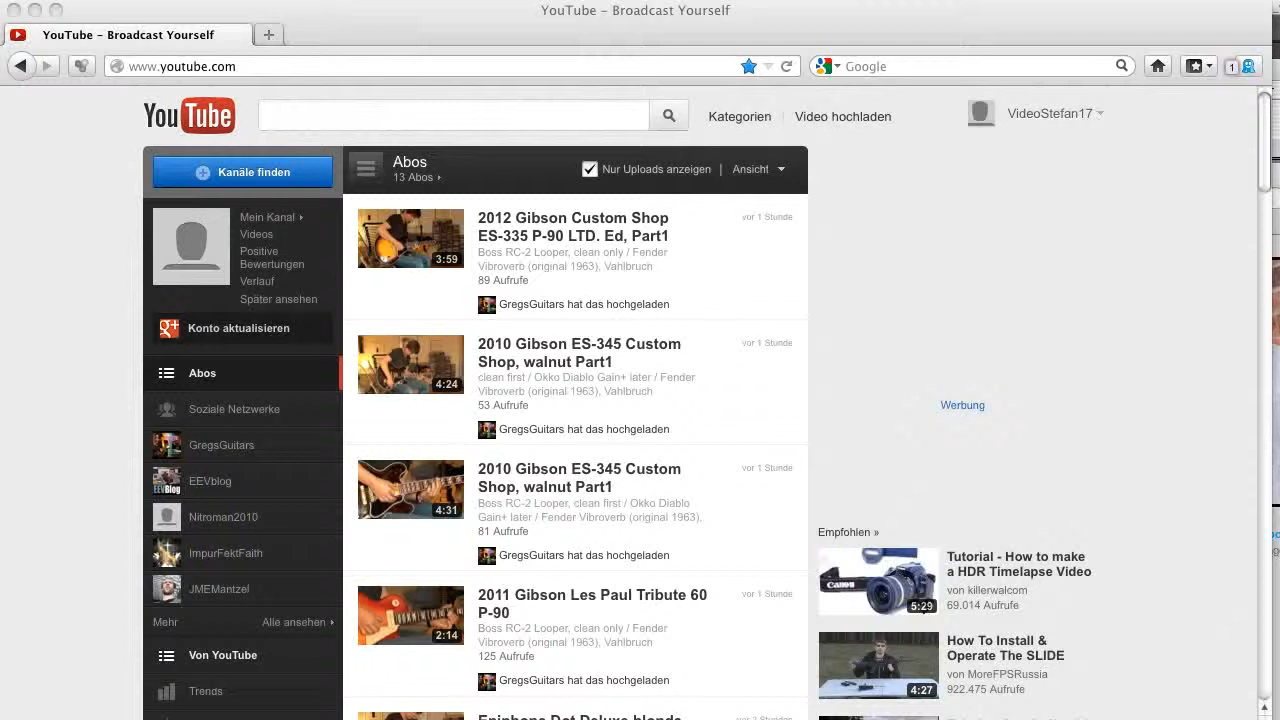 YouTube - Broadcast Yourself
YouTube - Broadcast Yourself
www.youtube.com
Google
YouTube
Kategorien
Video hochladen
VideoStefan17
Kanäle finden
Abos
13 Abos
Nur Uploads anzeigen | Ansicht
Mein Kanal
Videos
Positive
Bewertungen
Verlauf
Später ansehen
Konto aktualisieren
Abos
Soziale Netzwerke
GregsGuitars
EEVblog
EEVBlog
Nitroman2010
ImpurFektFaith
JMEMantzel
Mehr
Alle ansehen
Von YouTube
Trends
2012 Gibson Custom Shop
ES-335 P-90 LTD. Ed, Part1
vor 1 Stunde
Boss RC-2 Looper, clean only / Fender
Vibroverb (original 1963), Vahlbruch
3:59
89 Aufrufe
GregsGuitars hat das hochgeladen
2010 Gibson ES-345 Custom
Shop, walnut Part1
vor 1 Stunde
clean first / Okko Diablo Gain+ later / Fender
Vibroverb (original 1963), Vahlbruch
4:24
53 Aufrufe
GregsGuitars hat das hochgeladen
2010 Gibson ES-345 Custom
Shop, walnut Part1
vor 1 Stunde
Boss RC-2 Looper, clean first / Okko Diablo
Gain+ later / Fender Vibroverb (original 1963),
4:31
81 Aufrufe
GregsGuitars hat das hochgeladen
2011 Gibson Les Paul Tribute 60
P-90
vor 1 Stunde
Boss RC-2 Looper, clean only / Fender
Vibroverb (original 1963), Vahlbruch
2:14
125 Aufrufe
GregsGuitars hat das hochgeladen
Epiphone Dot Deluxe blonde
Werbung
Empfohlen »
Tutorial - How to make
a HDR Timelapse Video
von killerwalcom
69.014 Aufrufe
5:29
How To Install &
Operate The SLIDE
von MoreFPSRussia
922.475 Aufrufe
4:27